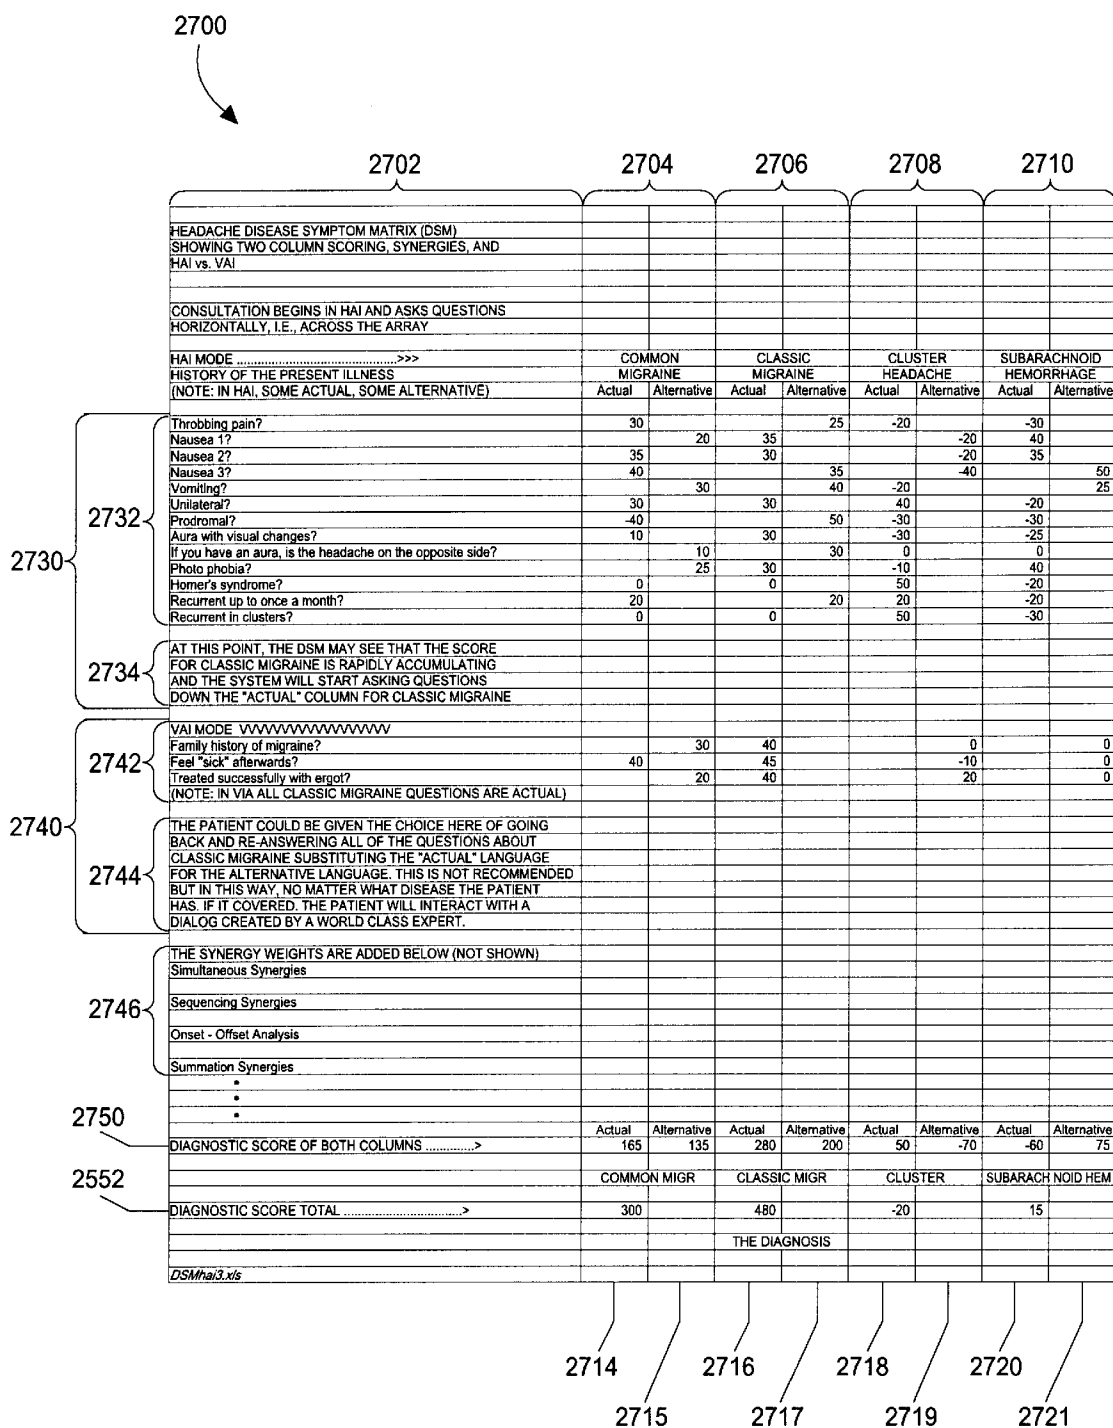 2700
2702 2704 2706 2708 2710
HEADACHE DISEASE SYMPTOM MATRIX (DSM)
SHOWING TWO COLUMN SCORING, SYNERGIES, AND
HAI vs. VAI
CONSULTATION BEGINS IN HAI AND ASKS QUESTIONS
HORIZONTALLY, I.E., ACROSS THE ARRAY
HAI MODE ..........................................>>> COMMON CLASSIC CLUSTER SUBARACHNOID
HISTORY OF THE PRESENT ILLNESS MIGRAINE MIGRAINE HEADACHE HEMORRHAGE
(NOTE: IN HAI, SOME ACTUAL, SOME ALTERNATIVE) Actual Alternative Actual Alternative Actual Alternative Actual Alternative
Throbbing pain? 30 25 -20 -30
Nausea 1? 20 35 -20 40
Nausea 2? 35 30 -20 35
Nausea 3? 40 35 -40 50
Vomiting? 30 40 -20 25
2732 Unilateral? 30 30 40 -20
Prodromal? -40 50 -30 -30
Aura with visual changes? 10 30 -30 -25
2730 If you have an aura, is the headache on the opposite side? 10 30 0 0
Photo phobia? 25 30 -10 40
Horner's syndrome? 0 0 50 -20
Recurrent up to once a month? 20 20 20 -20
Recurrent in clusters? 0 0 50 -30
AT THIS POINT, THE DSM MAY SEE THAT THE SCORE
FOR CLASSIC MIGRAINE IS RAPIDLY ACCUMULATING
2734 AND THE SYSTEM WILL START ASKING QUESTIONS
DOWN THE "ACTUAL" COLUMN FOR CLASSIC MIGRAINE
VAI MODE VVVVVVVVVVVVVVVVVV
Family history of migraine? 30 40 0 0
2742 Feel "sick" afterwards? 40 45 -10 0
Treated successfully with ergot? 20 40 20 0
(NOTE: IN VIA ALL CLASSIC MIGRAINE QUESTIONS ARE ACTUAL)
2740
THE PATIENT COULD BE GIVEN THE CHOICE HERE OF GOING
BACK AND RE-ANSWERING ALL OF THE QUESTIONS ABOUT
CLASSIC MIGRAINE SUBSTITUTING THE "ACTUAL" LANGUAGE
2744 FOR THE ALTERNATIVE LANGUAGE. THIS IS NOT RECOMMENDED
BUT IN THIS WAY, NO MATTER WHAT DISEASE THE PATIENT
HAS. IF IT COVERED. THE PATIENT WILL INTERACT WITH A
DIALOG CREATED BY A WORLD CLASS EXPERT.
THE SYNERGY WEIGHTS ARE ADDED BELOW (NOT SHOWN)
Simultaneous Synergies
2746 Sequencing Synergies
Onset - Offset Analysis
Summation Synergies
2750 Actual Alternative Actual Alternative Actual Alternative Actual Alternative
DIAGNOSTIC SCORE OF BOTH COLUMNS .............> 165 135 280 200 50 -70 -60 75
2552 COMMON MIGR CLASSIC MIGR CLUSTER SUBARACH NOID HEM
DIAGNOSTIC SCORE TOTAL ................................> 300 480 -20 15
THE DIAGNOSIS
DSMhai3.xls
2714 2716 2718 2720
2715 2717 2719 2721